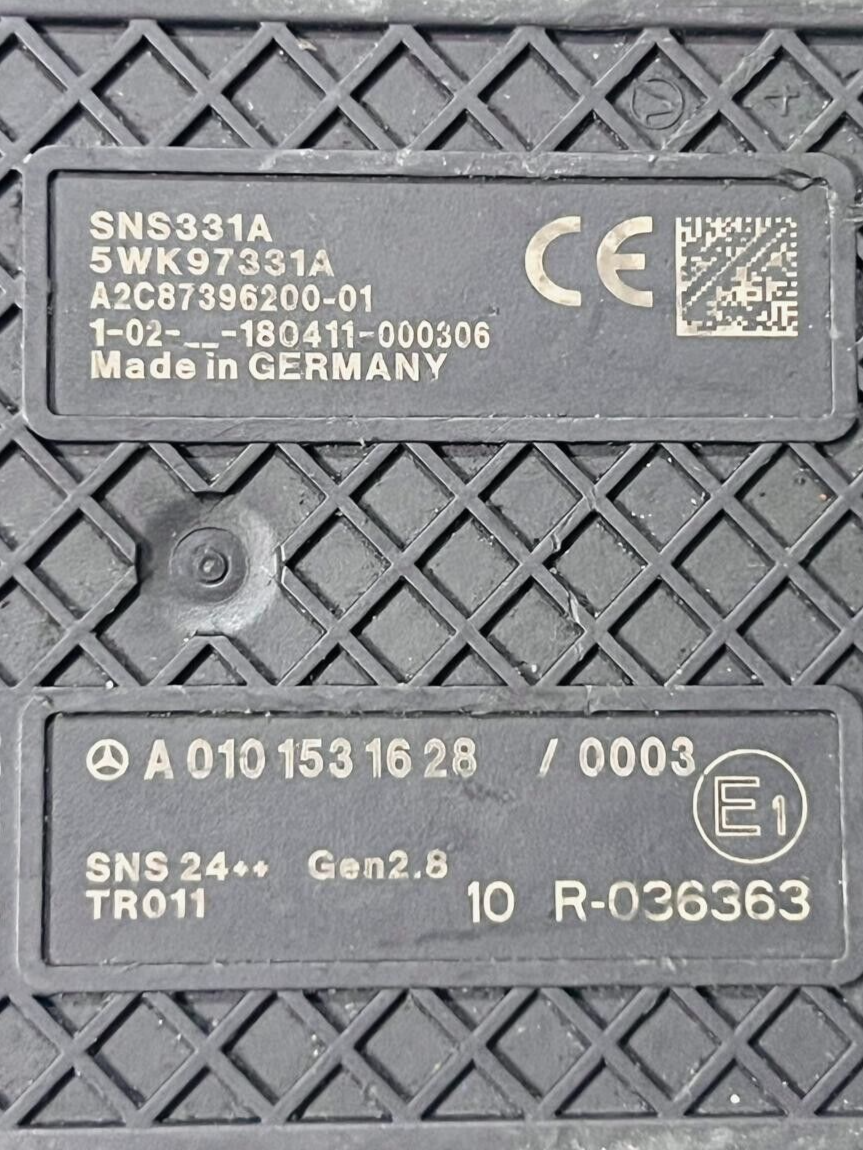 SNS331A
5WK97331A
A2C87396200-01
1-02-__-180411-000306
Made in GERMANY
CE
A 010 153 16 28 / 0003
E1
SNS 24++ Gen2.8
TR011
10 R-036363